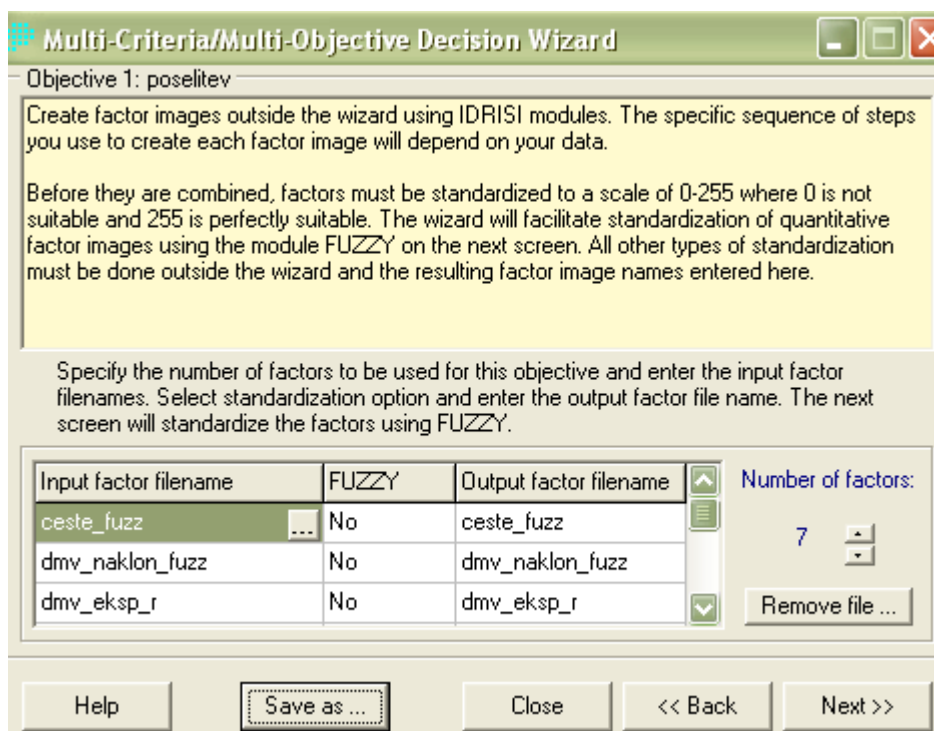 Multi-Criteria/Multi-Objective Decision Wizard
Objective 1: poselitev
Create factor images outside the wizard using IDRISI modules. The specific sequence of steps
you use to create each factor image will depend on your data.
Before they are combined, factors must be standardized to a scale of 0-255 where 0 is not
suitable and 255 is perfectly suitable. The wizard will facilitate standardization of quantitative
factor images using the module FUZZY on the next screen. All other types of standardization
must be done outside the wizard and the resulting factor image names entered here.
Specify the number of factors to be used for this objective and enter the input factor
filenames. Select standardization option and enter the output factor file name. The next
screen will standardize the factors using FUZZY.
Input factor filename FUZZY Output factor filename
ceste_fuzz ... No ceste_fuzz
dmv_naklon_fuzz No dmv_naklon_fuzz
dmv_eksp_r No dmv_eksp_r
Number of factors:
7
Remove file ...
Help Save as ... Close << Back Next >>